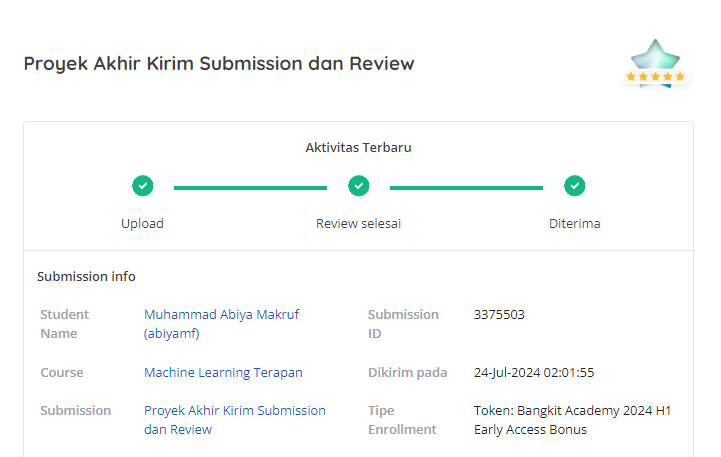 Proyek Akhir Kirim Submission dan Review
Aktivitas Terbaru
Upload
Review selesai
Diterima
Submission info
Student Name
Muhammad Abiya Makruf (abiyamf)
Submission ID
3375503
Course
Machine Learning Terapan
Dikirim pada
24-Jul-2024 02:01:55
Submission
Proyek Akhir Kirim Submission dan Review
Tipe Enrollment
Token: Bangkit Academy 2024 H1 Early Access Bonus